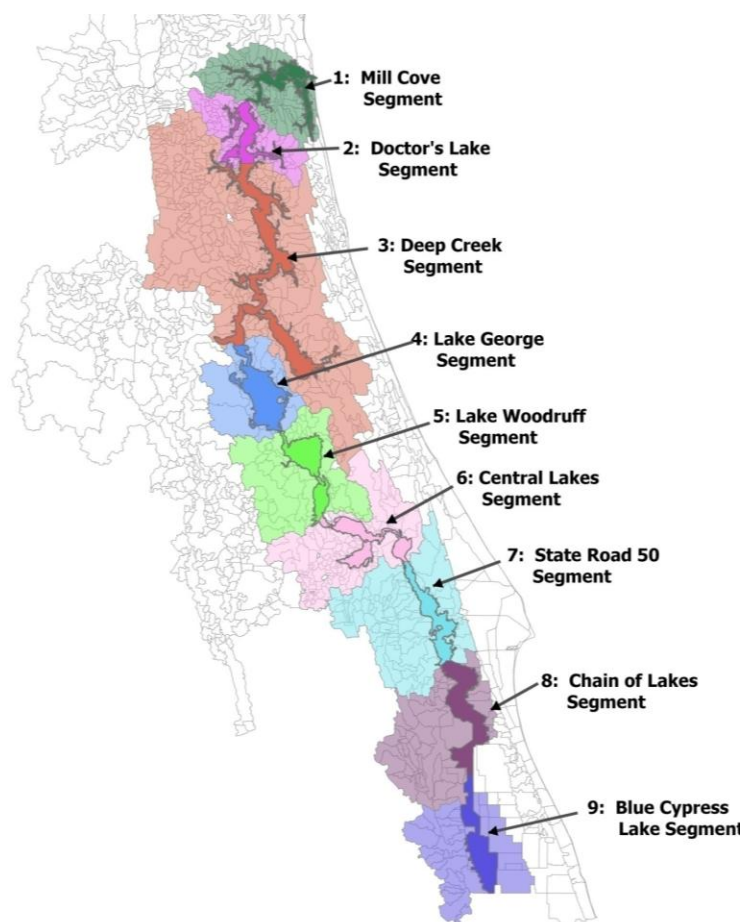 1: Mill Cove
Segment
2: Doctor's Lake
Segment
3: Deep Creek
Segment
4: Lake George
Segment
5: Lake Woodruff
Segment
6: Central Lakes
Segment
7: State Road 50
Segment
8: Chain of Lakes
Segment
9: Blue Cypress
Lake Segment